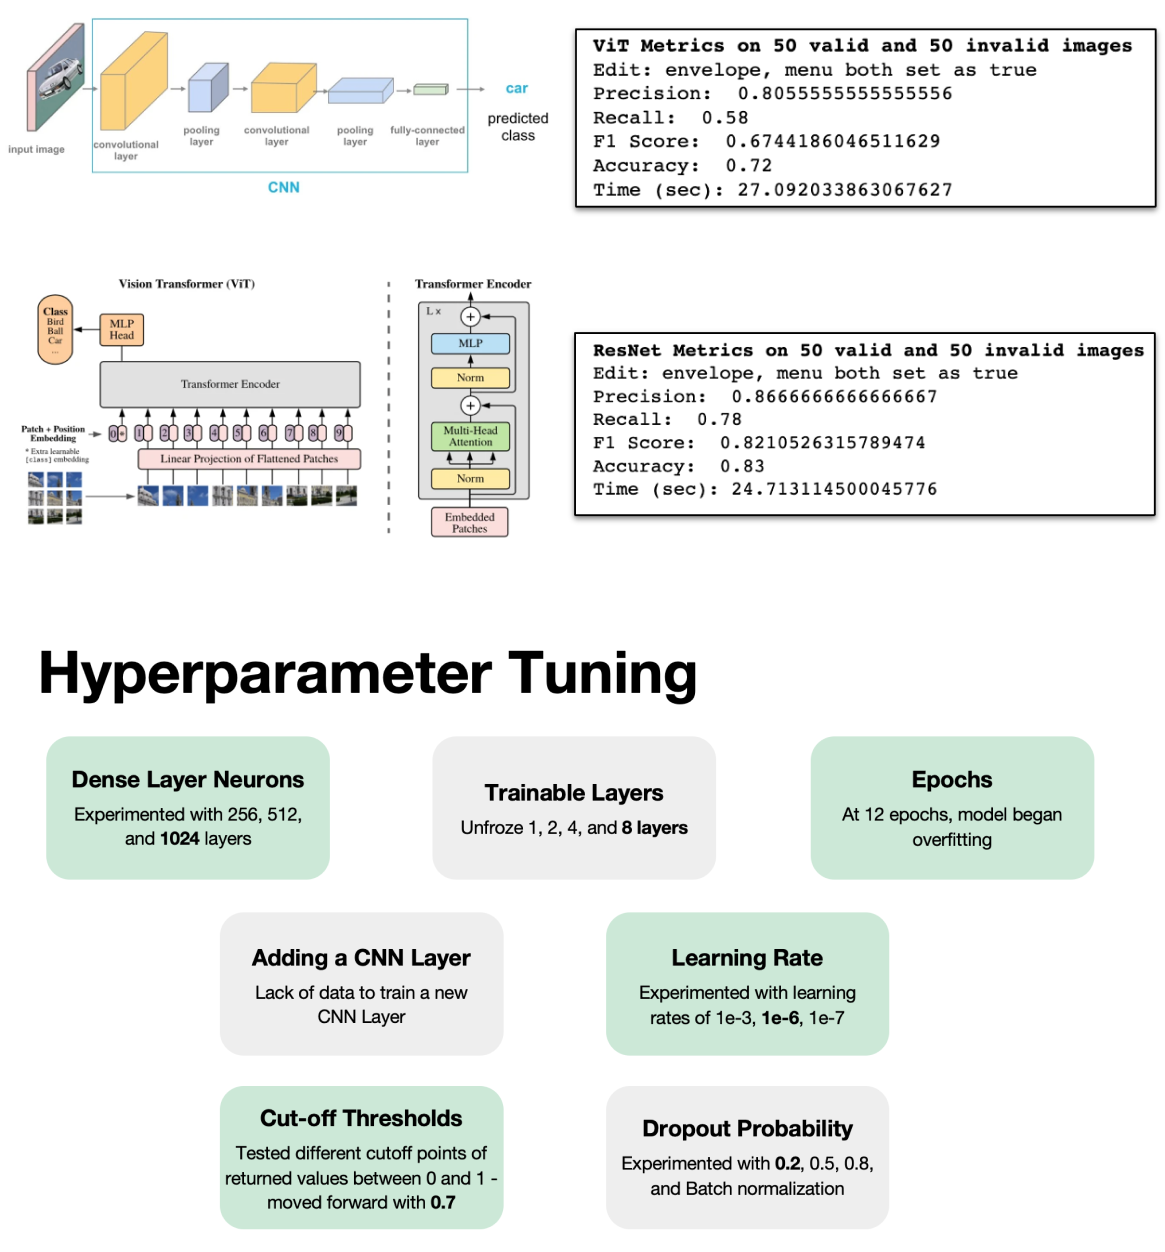 input image
convolutional
layer
pooling
layer
convolutional
layer
pooling
layer
fully-connected
layer
car
predicted
class
CNN
ViT Metrics on 50 valid and 50 invalid images
Edit: envelope, menu both set as true
Precision: 0.8055555555555556
Recall: 0.58
F1 Score: 0.6744186046511629
Accuracy: 0.72
Time (sec): 27.092033863067627
Vision Transformer (ViT)
Class
Bird
Ball
Car
...
MLP
Head
Transformer Encoder
Patch + Position
Embedding
* Extra learnable
[class] embedding
0 * 1 2 3 4 5 6 7 8 9
Linear Projection of Flattened Patches
Transformer Encoder
L ×
+
MLP
Norm
+
Multi-Head
Attention
Norm
Embedded
Patches
ResNet Metrics on 50 valid and 50 invalid images
Edit: envelope, menu both set as true
Precision: 0.8666666666666667
Recall: 0.78
F1 Score: 0.8210526315789474
Accuracy: 0.83
Time (sec): 24.713114500045776
Hyperparameter Tuning
Dense Layer Neurons
Experimented with 256, 512,
and 1024 layers
Trainable Layers
Unfroze 1, 2, 4, and 8 layers
Epochs
At 12 epochs, model began
overfitting
Adding a CNN Layer
Lack of data to train a new
CNN Layer
Learning Rate
Experimented with learning
rates of 1e-3, 1e-6, 1e-7
Cut-off Thresholds
Tested different cutoff points of
returned values between 0 and 1 -
moved forward with 0.7
Dropout Probability
Experimented with 0.2, 0.5, 0.8,
and Batch normalization